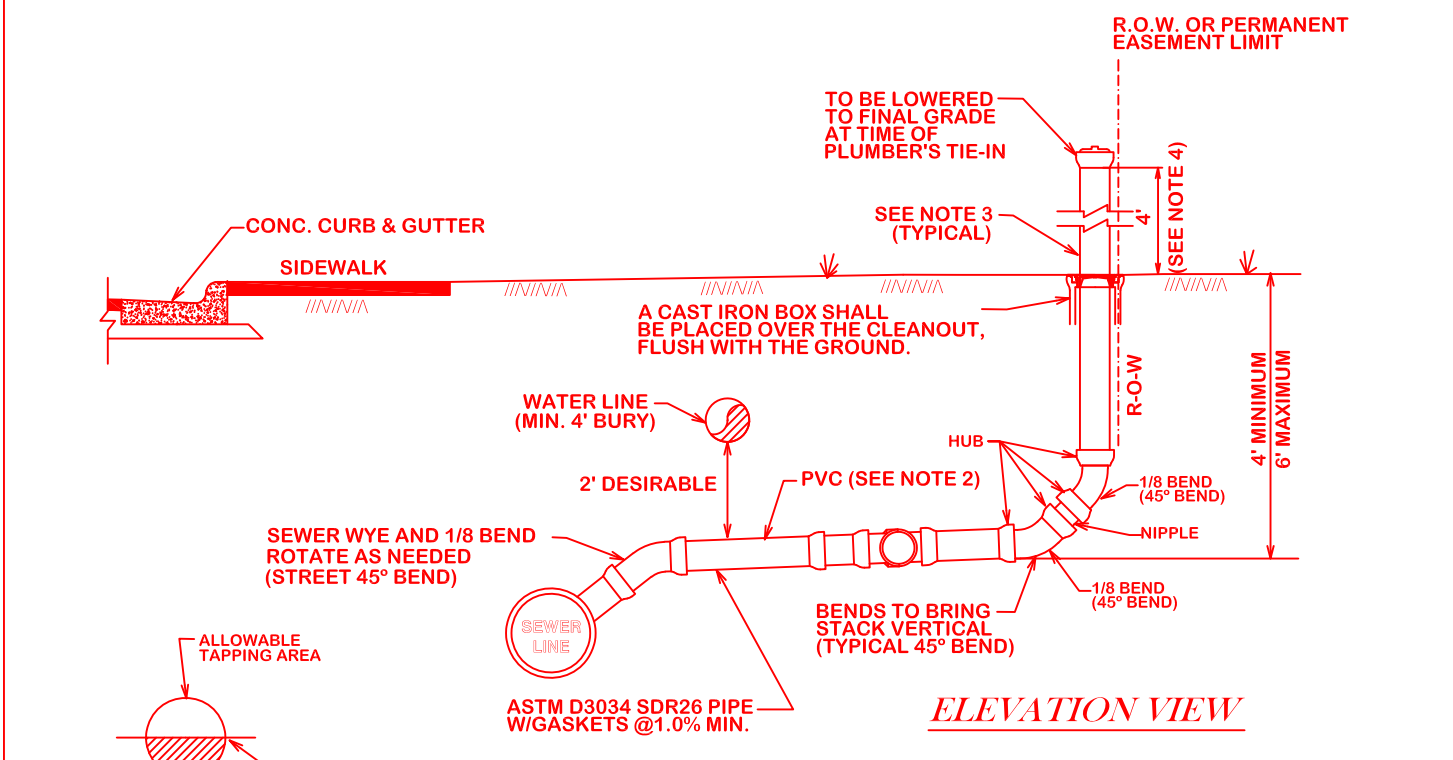 R.O.W. OR PERMANENT
EASEMENT LIMIT
TO BE LOWERED
TO FINAL GRADE
AT TIME OF
PLUMBER'S TIE-IN
4'
(SEE NOTE 4)
SEE NOTE 3
(TYPICAL)
CONC. CURB & GUTTER
SIDEWALK
A CAST IRON BOX SHALL
BE PLACED OVER THE CLEANOUT,
FLUSH WITH THE GROUND.
R-O-W
4' MINIMUM
6' MAXIMUM
WATER LINE
(MIN. 4' BURY)
HUB
2' DESIRABLE
PVC (SEE NOTE 2)
1/8 BEND
(45º BEND)
NIPPLE
SEWER WYE AND 1/8 BEND
ROTATE AS NEEDED
(STREET 45º BEND)
1/8 BEND
(45º BEND)
BENDS TO BRING
STACK VERTICAL
(TYPICAL 45º BEND)
SEWER
LINE
ALLOWABLE
TAPPING AREA
ASTM D3034 SDR26 PIPE
W/GASKETS @1.0% MIN.
ELEVATION VIEW